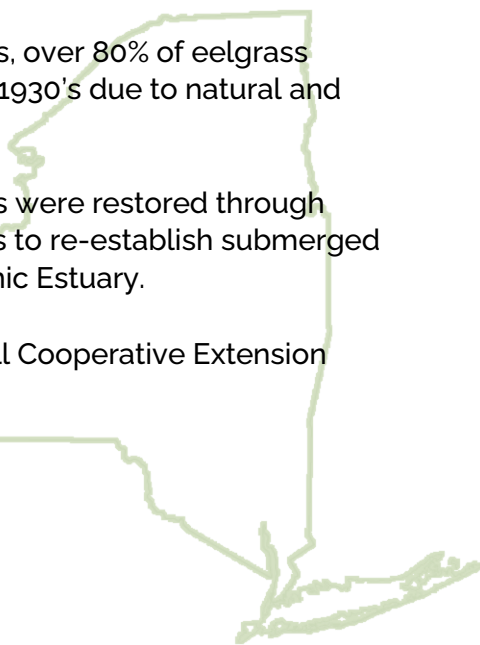 s, over 80% of eelgrass
1930's due to natural and
s were restored through
s to re-establish submerged
nic Estuary.
ll Cooperative Extension